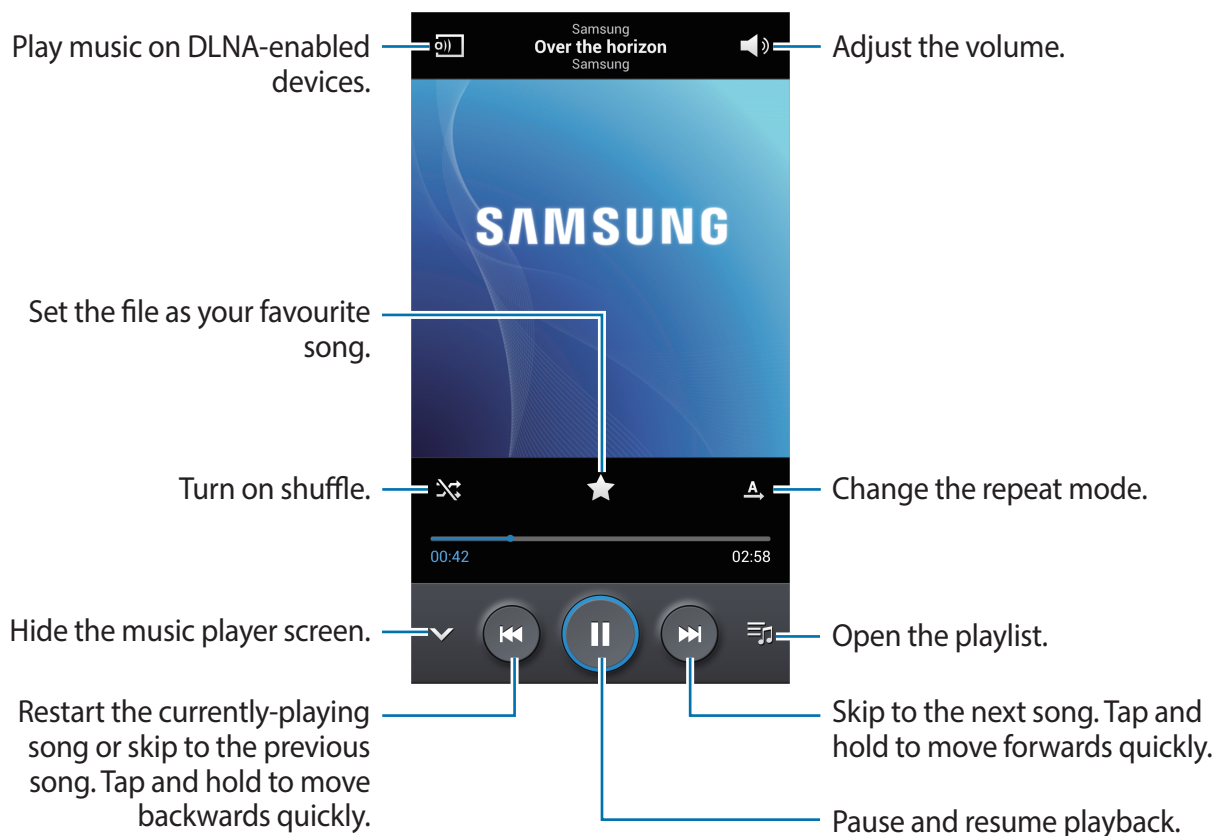 Play music on DLNA-enabled
devices.
Samsung
Over the horizon
Samsung
Adjust the volume.
SAMSUNG
Set the file as your favourite
song.
Turn on shuffle.
A
Change the repeat mode.
00:42
02:58
Hide the music player screen.
Open the playlist.
Restart the currently-playing
song or skip to the previous
song. Tap and hold to move
backwards quickly.
Skip to the next song. Tap and
hold to move forwards quickly.
Pause and resume playback.